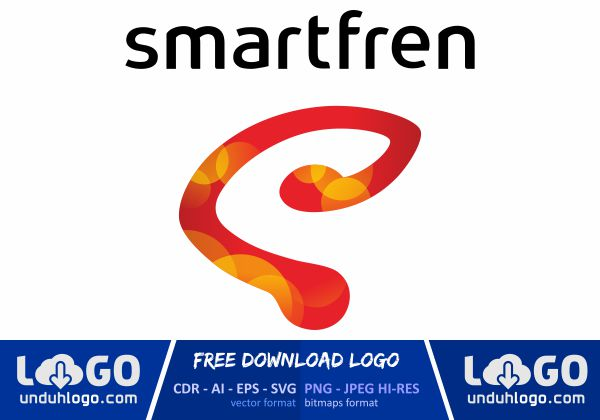 smartfren
LOGO
unduhlogo.com
FREE DOWNLOAD LOGO
CDR - AI - EPS - SVG PNG - JPEG HI-RES
vector format bitmaps format
LOGO
unduhlogo.com